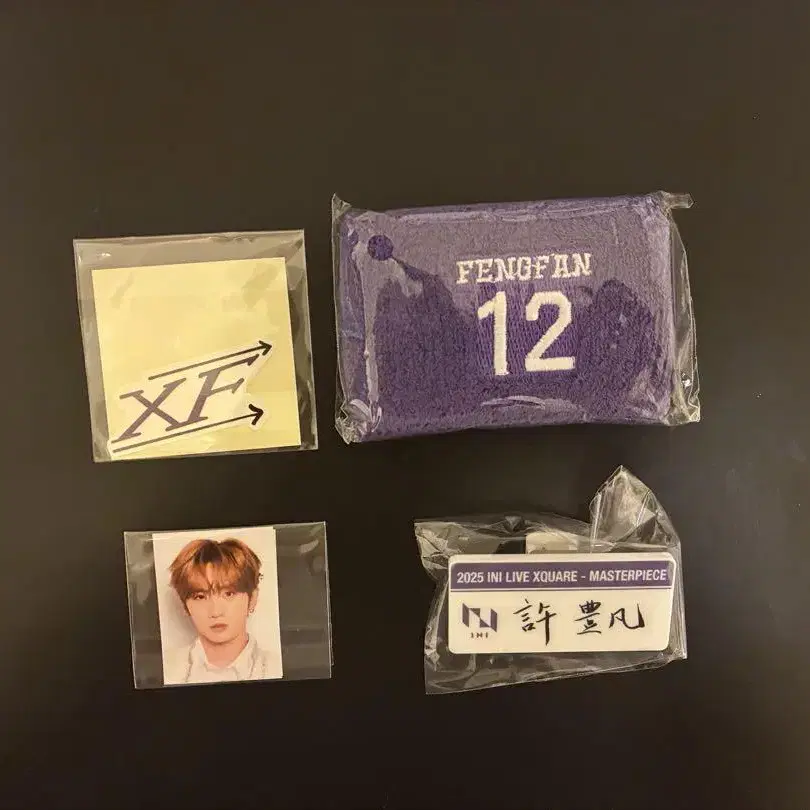 XF
FENGFAN
12
2025 INI LIVE XQUARE - MASTERPIECE
INI
許豊凡